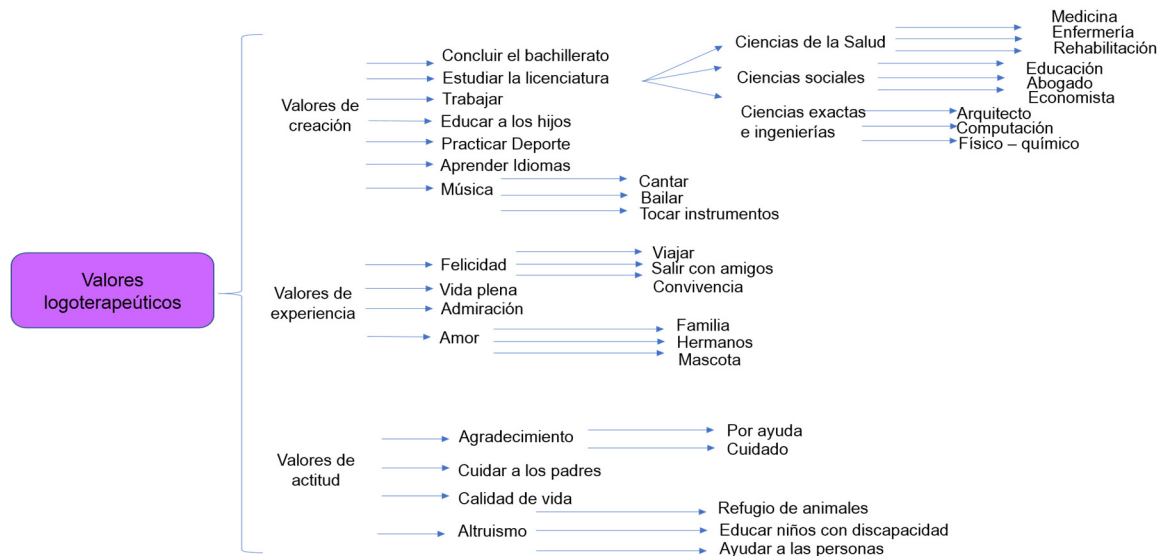 Valores
logoterapeúticos
Valores de
creación
Concluir el bachillerato
Estudiar la licenciatura
Ciencias de la Salud
Medicina
Enfermería
Rehabilitación
Ciencias sociales
Educación
Abogado
Economista
Ciencias exactas
e ingenierías
Arquitecto
Computación
Físico – químico
Trabajar
Educar a los hijos
Practicar Deporte
Aprender Idiomas
Música
Cantar
Bailar
Tocar instrumentos
Valores de
experiencia
Felicidad
Viajar
Salir con amigos
Convivencia
Vida plena
Admiración
Amor
Familia
Hermanos
Mascota
Valores de
actitud
Agradecimiento
Por ayuda
Cuidado
Cuidar a los padres
Calidad de vida
Altruismo
Refugio de animales
Educar niños con discapacidad
Ayudar a las personas